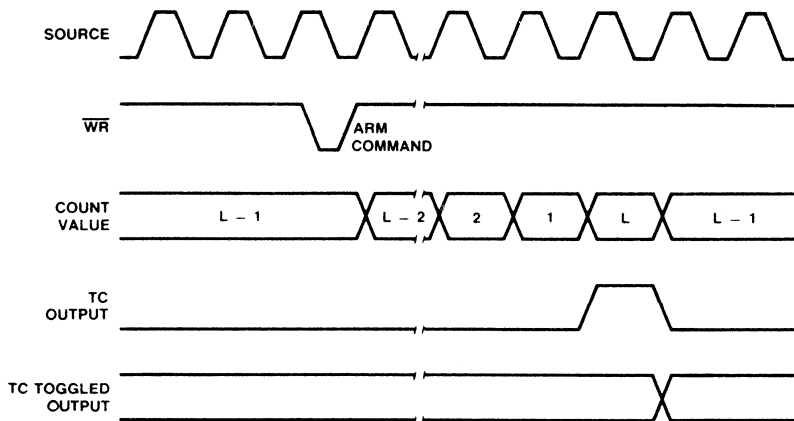 SOURCE
WR
ARM
COMMAND
COUNT
VALUE
L – 1
L – 2
2
1
L
L – 1
TC
OUTPUT
TC TOGGLED
OUTPUT